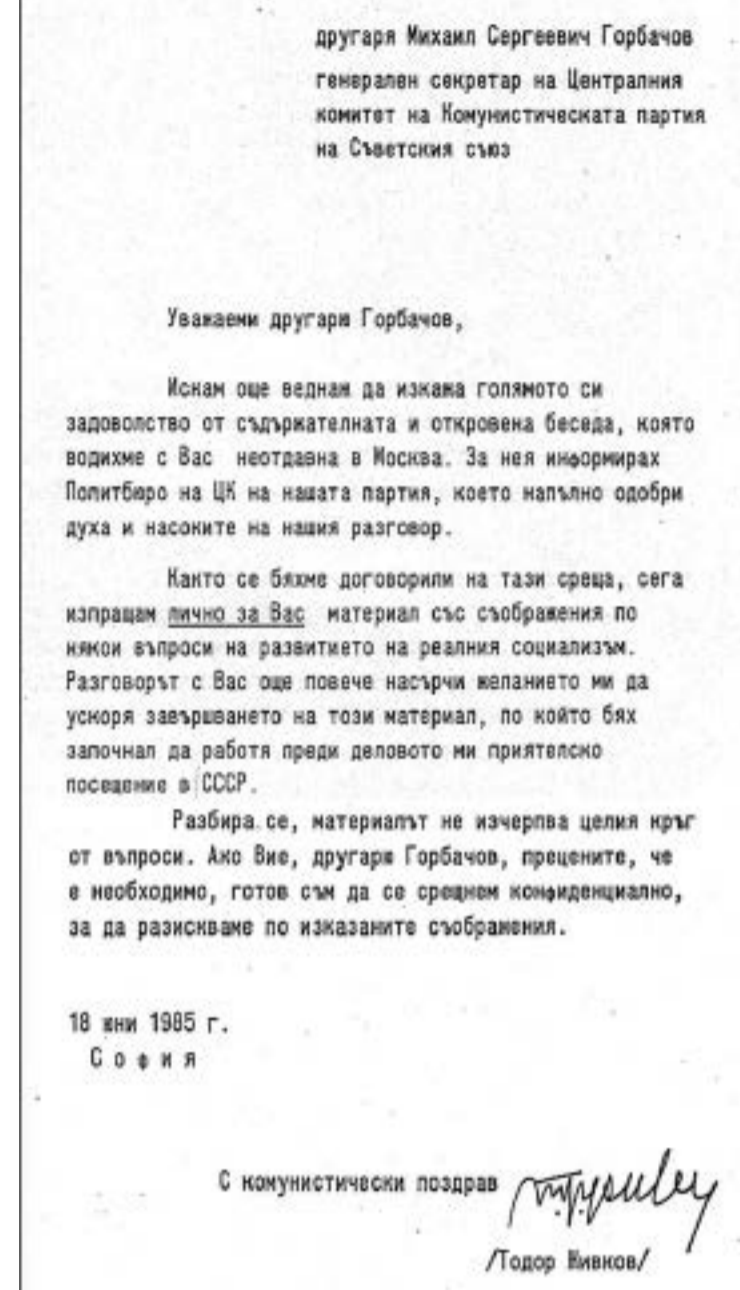 другаря Михаил Сергеевич Горбачов
генерален секретар на Централния
комитет на Комунистическата партия
на Съветския съюз
Уважаеми другарю Горбачов,
Искам още веднаж да изкажа голямото си
задоволство от съдържателната и откровена беседа, която
водихме с Вас неотдавна в Москва. За нея информирах
Политбюро на ЦК на нашата партия, което напълно одобри
духа и насоките на нашия разговор.
Както се бяхме договорили на тази среща, сега
изпращам лично за Вас материал със съображения по
някои въпроси на развитието на реалния социализъм.
Разговорът с Вас още повече насърчи желанието ми да
ускоря завършването на този материал, по който бях
започнал да работя преди деловото ми приятелско
посещение в СССР.
Разбира се, материалът не изчерпва целия кръг
от въпроси. Ако Вие, другарю Горбачов, прецените, че
е необходимо, готов съм да се срещнем конфиденциално,
за да разискваме по изказаните съображения.
18 юни 1985 г.
София
С комунистически поздрав
/Тодор Живков/